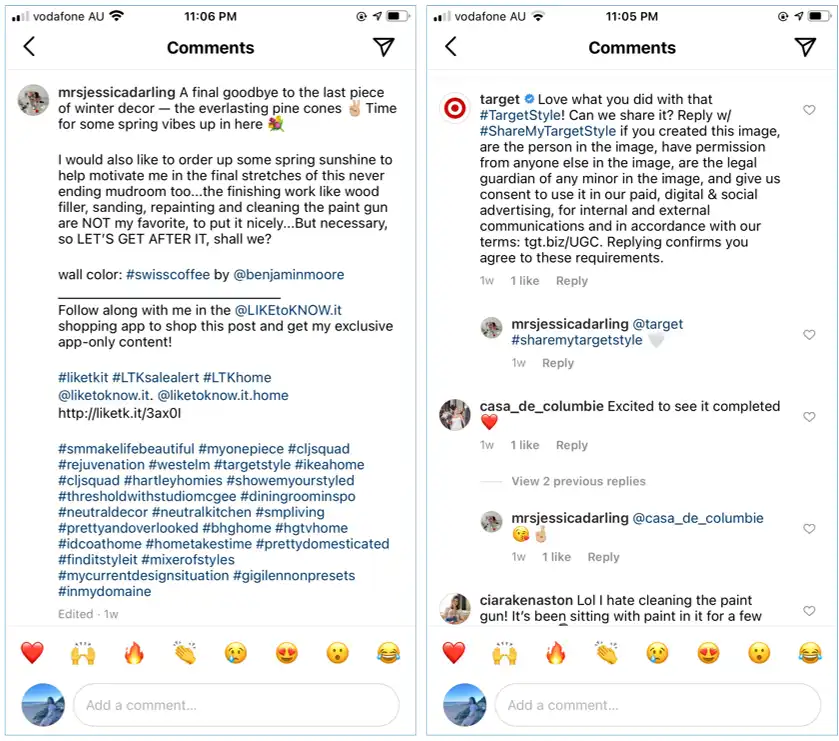 vodafone AU 11:06 PM
Comments
mrsjessicadarling A final goodbye to the last piece
of winter decor — the everlasting pine cones ✌🏼 Time
for some spring vibes up in here 💐
I would also like to order up some spring sunshine to
help motivate me in the final stretches of this never
ending mudroom too...the finishing work like wood
filler, sanding, repainting and cleaning the paint gun
are NOT my favorite, to put it nicely...But necessary,
so LET'S GET AFTER IT, shall we?
wall color: #swisscoffee by @benjaminmoore
Follow along with me in the @LIKEtoKNOW.it
shopping app to shop this post and get my exclusive
app-only content!
#liketkit #LTKsalealert #LTKhome
@liketoknow.it. @liketoknow.it.home
http://liketk.it/3ax0I
#smmakelifebeautiful #myonepiece #cljsquad
#rejuvenation #westelm #targetstyle #ikeahome
#cljsquad #hartleyhomies #showemyourstyled
#thresholdwithstudiomcgee #diningroominspo
#neutraldecor #neutralkitchen #smpliving
#prettyandoverlooked #bhghome #hgtvhome
#idcoathome #hometakestime #prettydomesticated
#finditstyleit #mixerofstyles
#mycurrentdesignsituation #gigilennonpresets
#inmydomaine
Edited · 1w
❤️ 🙌 🔥 👏 😢 😍 😮 😂
Add a comment...
vodafone AU 11:05 PM
Comments
target Love what you did with that
#TargetStyle! Can we share it? Reply w/
#ShareMyTargetStyle if you created this image,
are the person in the image, have permission
from anyone else in the image, are the legal
guardian of any minor in the image, and give us
consent to use it in our paid, digital & social
advertising, for internal and external
communications and in accordance with our
terms: tgt.biz/UGC. Replying confirms you
agree to these requirements.
1w 1 like Reply
mrsjessicadarling @target
#sharemytargetstyle 🤍
1w Reply
casa_de_columbie Excited to see it completed
❤️
1w 1 like Reply
View 2 previous replies
mrsjessicadarling @casa_de_columbie
😘🤞🏼
1w 1 like Reply
ciarakenaston Lol I hate cleaning the paint
gun! It's been sitting with paint in it for a few
❤️ 🙌 🔥 👏 😢 😍 😮 😂
Add a comment...